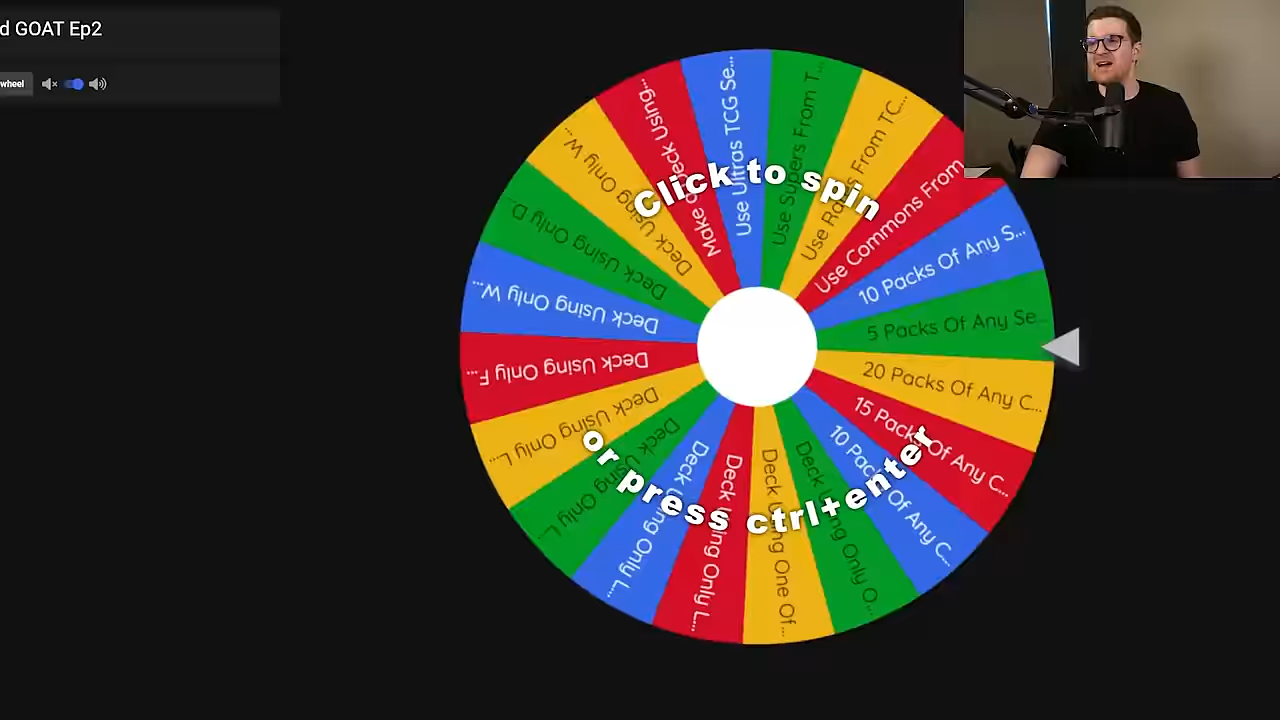 d GOAT Ep2
wheel
Click to spin
or press ctrl+enter
Make a Deck Using...
Use Ultras TCG Se...
Use Supers From T...
Use Rares From TC...
Use Commons From
10 Packs Of Any S...
5 Packs Of Any Se...
20 Packs Of Any C...
15 Packs Of Any C...
10 Packs Of Any C...
Deck Using Only O...
Deck Using One Of...
Deck Using Only L...
Deck Using Only L...
Deck Using Only L...
Deck Using Only L...
Deck Using Only F...
Deck Using Only W...
Deck Using Only D...
Deck Using Only W...